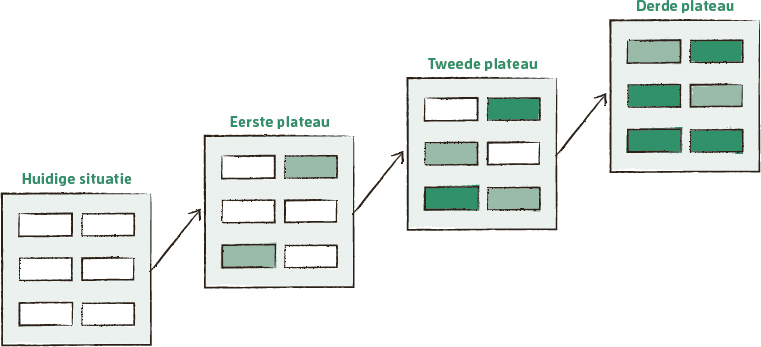 Huidige situatie
Eerste plateau
Tweede plateau
Derde plateau